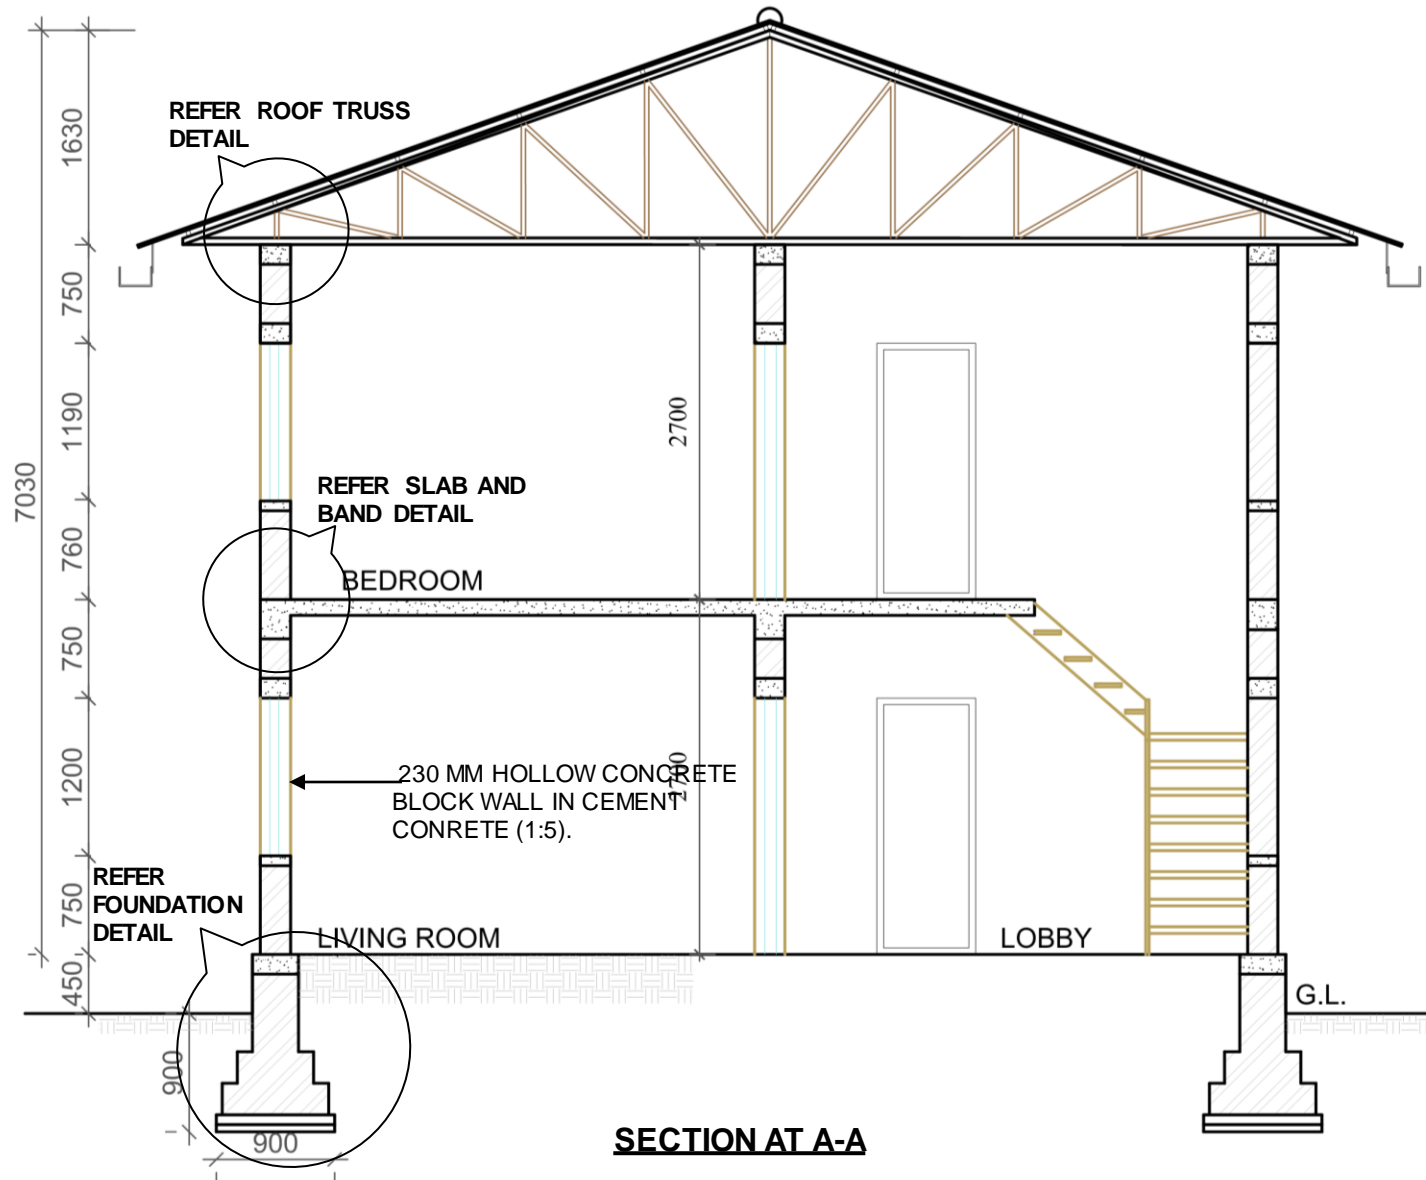 REFER ROOF TRUSS
DETAIL
1630
750
1190
2700
7030
REFER SLAB AND
BAND DETAIL
760
BEDROOM
750
1200
230 MM HOLLOW CONCRETE
BLOCK WALL IN CEMENT
CONRETE (1:5).
2700
REFER
FOUNDATION
DETAIL
750
LIVING ROOM
LOBBY
450
G.L.
900
900
SECTION AT A-A